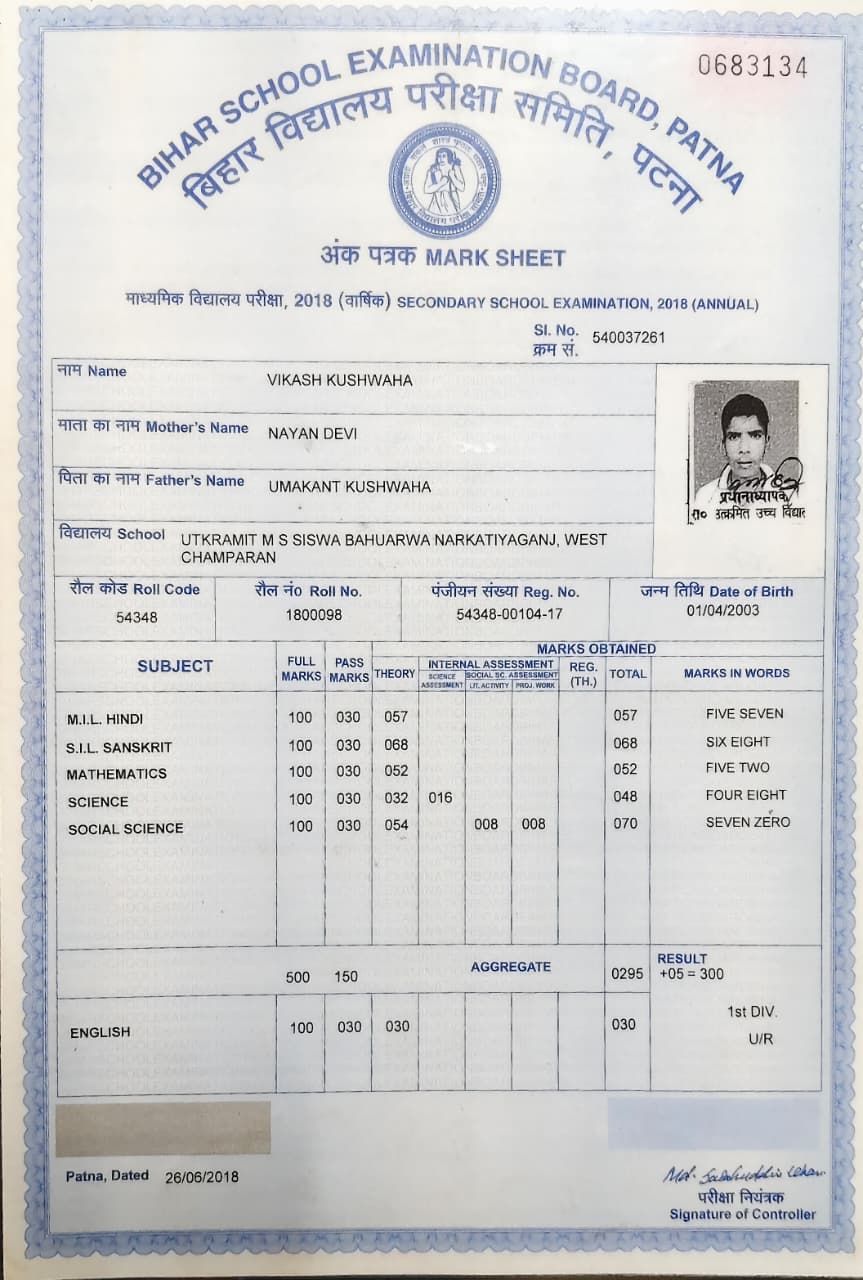 0683134
BIHAR SCHOOL EXAMINATION BOARD, PATNA
बिहार विद्यालय परीक्षा समिति, पटना
अंक पत्रक MARK SHEET
माध्यमिक विद्यालय परीक्षा, 2018 (वार्षिक) SECONDARY SCHOOL EXAMINATION, 2018 (ANNUAL)
Sl. No. 540037261
क्रम सं.
नाम Name VIKASH KUSHWAHA
माता का नाम Mother's Name NAYAN DEVI
पिता का नाम Father's Name UMAKANT KUSHWAHA
प्रधानाध्यापक
रा० उत्क्रमित उच्च विद्यार
विद्यालय School UTKRAMIT M S SISWA BAHUARWA NARKATIYAGANJ, WEST
CHAMPARAN
रौल कोड Roll Code रौल नं० Roll No. पंजीयन संख्या Reg. No. जन्म तिथि Date of Birth
54348 1800098 54348-00104-17 01/04/2003
MARKS OBTAINED
SUBJECT FULL MARKS PASS MARKS THEORY INTERNAL ASSESSMENT REG. (TH.) TOTAL MARKS IN WORDS
SCIENCE ASSESSMENT SOCIAL SC. ASSESSMENT
LIT. ACTIVITY PROJ. WORK
M.I.L. HINDI 100 030 057 057 FIVE SEVEN
S.I.L. SANSKRIT 100 030 068 068 SIX EIGHT
MATHEMATICS 100 030 052 052 FIVE TWO
SCIENCE 100 030 032 016 048 FOUR EIGHT
SOCIAL SCIENCE 100 030 054 008 008 070 SEVEN ZERO
500 150 AGGREGATE 0295 RESULT
+05 = 300
ENGLISH 100 030 030 030 1st DIV.
U/R
Patna, Dated 26/06/2018
Md. Salahuddin Khan
परीक्षा नियंत्रक
Signature of Controller